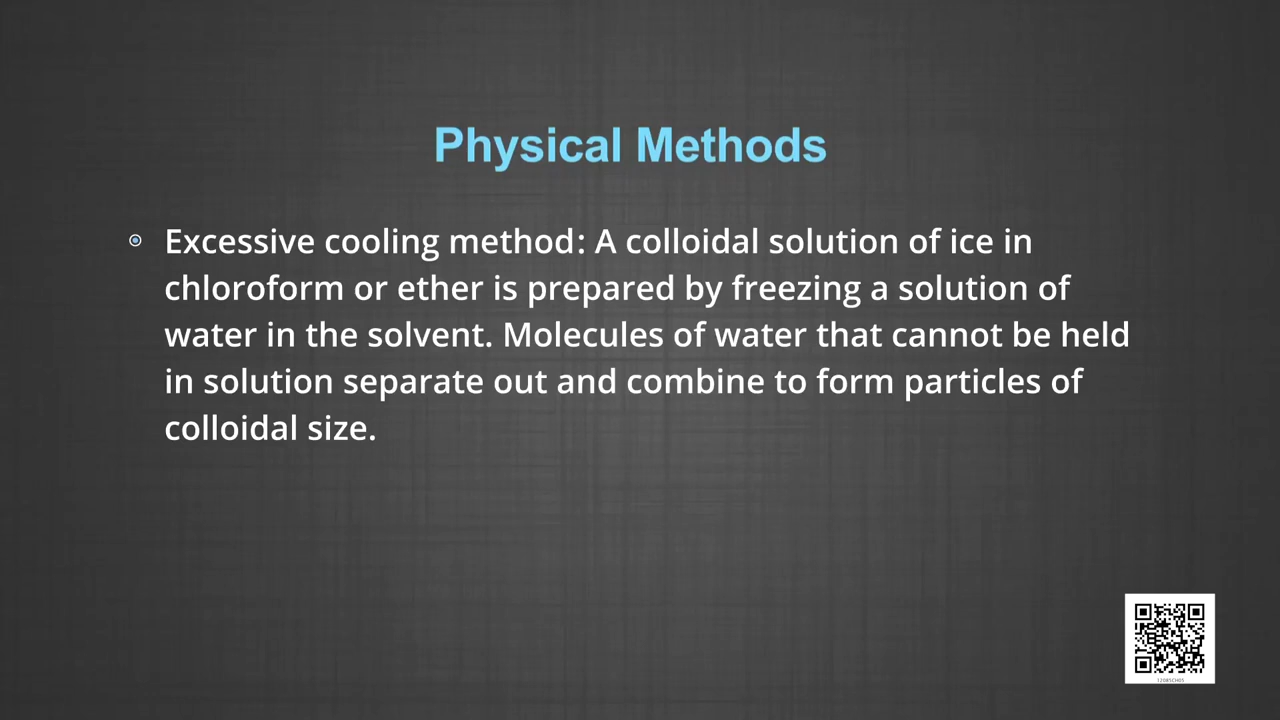 Physical Methods
Excessive cooling method: A colloidal solution of ice in
chloroform or ether is prepared by freezing a solution of
water in the solvent. Molecules of water that cannot be held
in solution separate out and combine to form particles of
colloidal size.
12085CH05